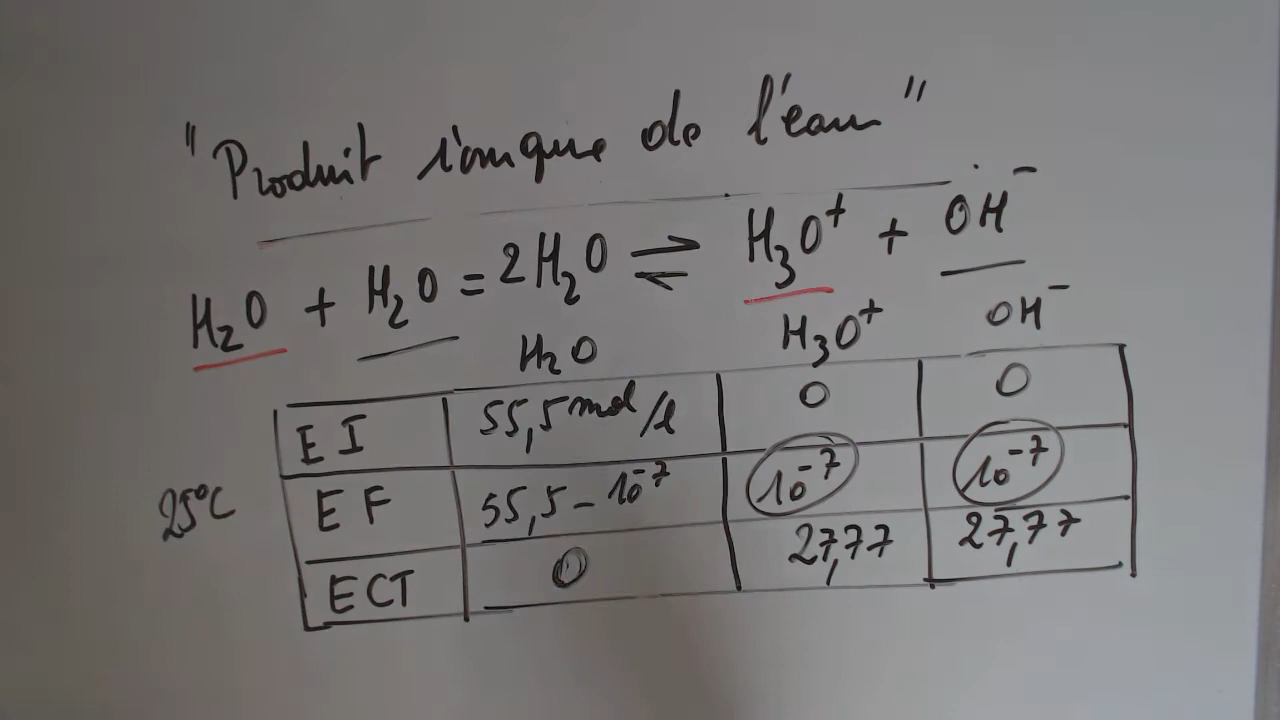 "Produit ionique de l'eau"
H₂O + H₂O = 2H₂O ⇌ H₃O⁺ + OH⁻
H₂O H₃O⁺ OH⁻
EI 55,5 mol/l 0 0
25°C EF 55,5 - 10⁻⁷ 10⁻⁷ 10⁻⁷
ECT 0 27,77 27,77